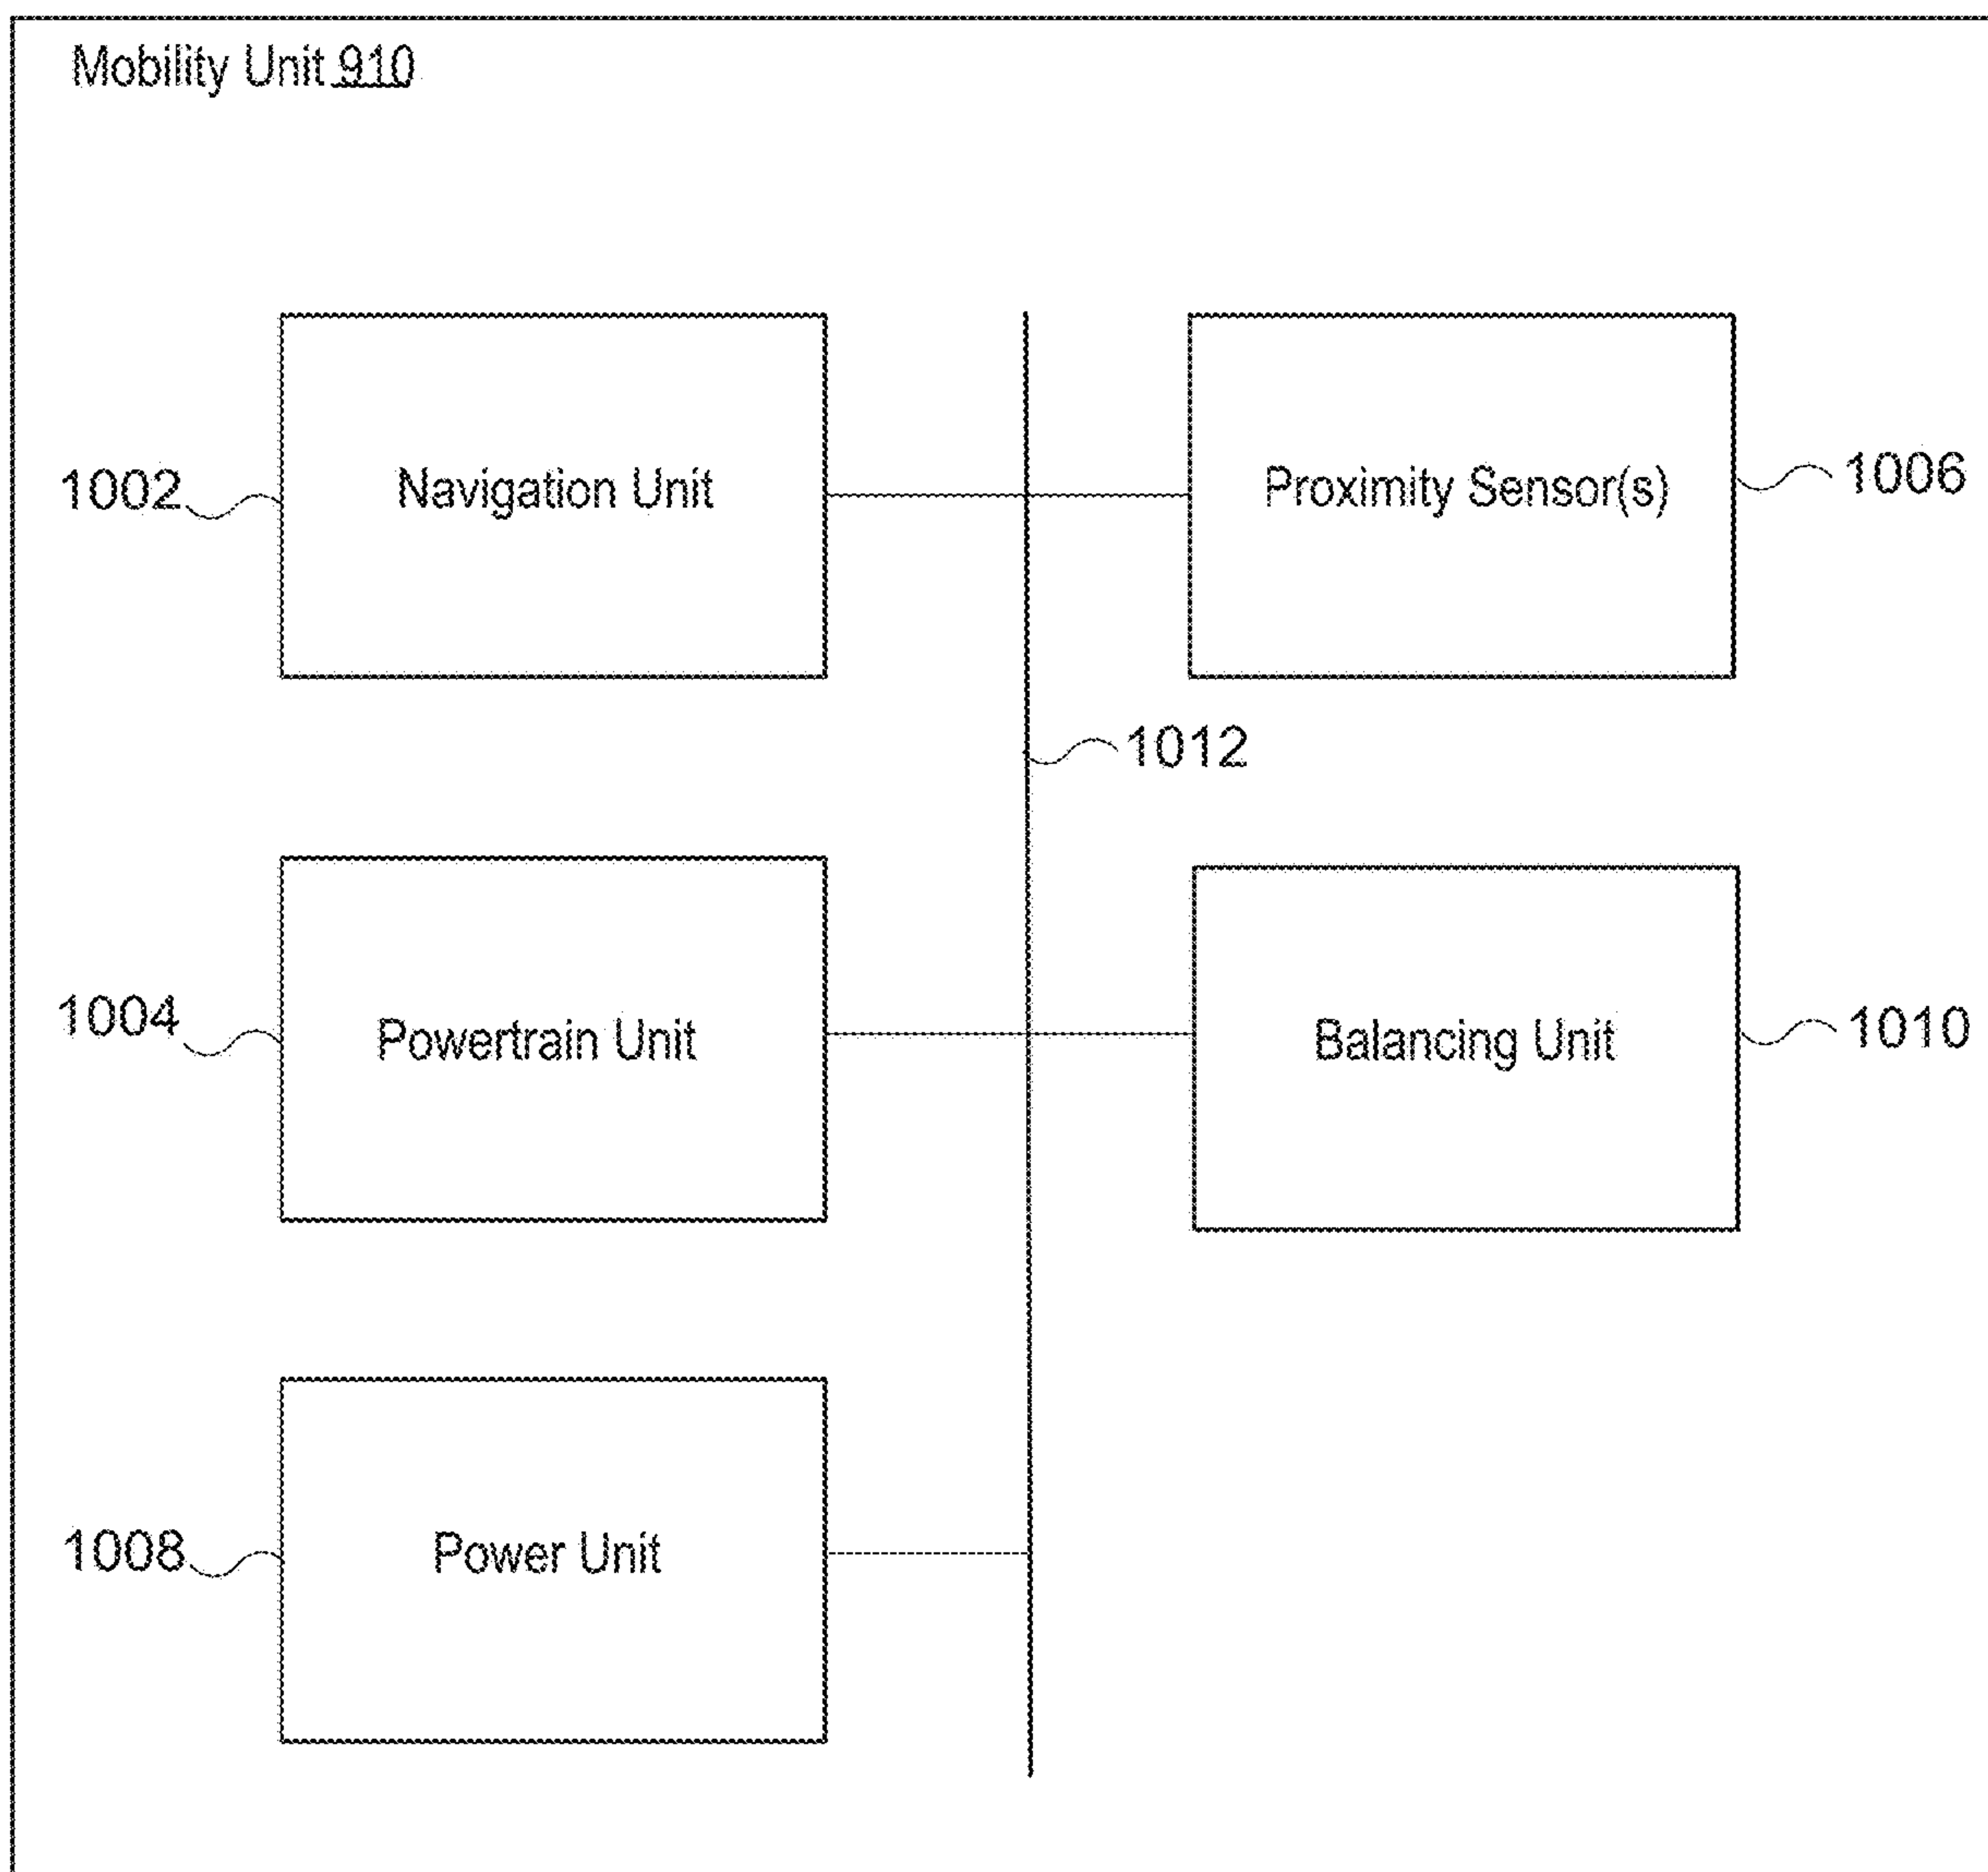 Mobility Unit 910
1002
Navigation Unit
Proximity Sensor(s)
1006
1012
1004
Powertrain Unit
Balancing Unit
1010
1008
Power Unit